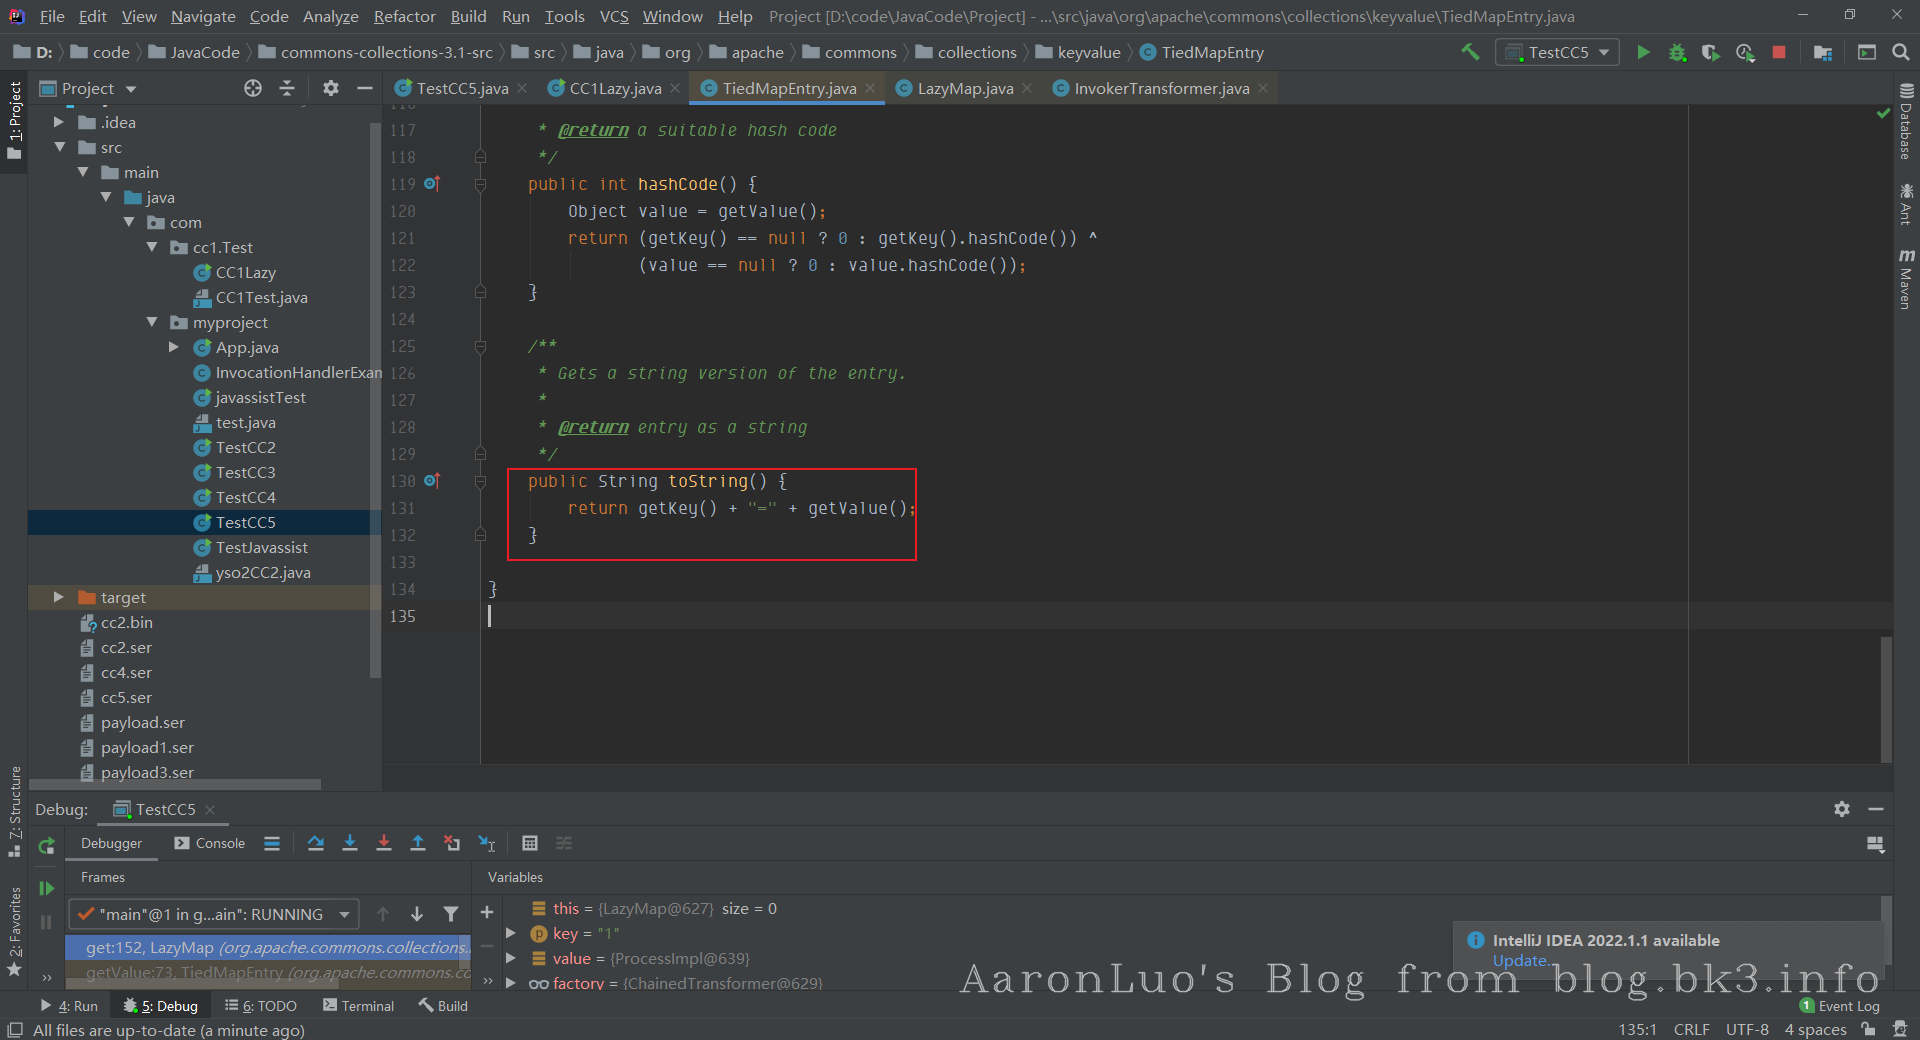 File Edit View Navigate Code Analyze Refactor Build Run Tools VCS Window Help Project [D:\code\JavaCode\Project] - ...\src\java\org\apache\commons\collections\keyvalue\TiedMapEntry.java
D: code JavaCode commons-collections-3.1-src src java org apache commons collections keyvalue TiedMapEntry TestCC5
Project TestCC5.java CC1Lazy.java TiedMapEntry.java LazyMap.java InvokerTransformer.java
1: Project
Z: Structure
2: Favorites
Database
Ant
Maven
.idea
src
main
java
com
cc1.Test
CC1Lazy
CC1Test.java
myproject
App.java
InvocationHandlerExam
javassistTest
test.java
TestCC2
TestCC3
TestCC4
TestCC5
TestJavassist
yso2CC2.java
target
cc2.bin
cc2.ser
cc4.ser
cc5.ser
payload.ser
payload1.ser
payload3.ser
116
117 * @return a suitable hash code
118 */
119 public int hashCode() {
120 Object value = getValue();
121 return (getKey() == null ? 0 : getKey().hashCode()) ^
122 (value == null ? 0 : value.hashCode());
123 }
124
125 /**
126 * Gets a string version of the entry.
127 *
128 * @return entry as a string
129 */
130 public String toString() {
131 return getKey() + "=" + getValue();
132 }
133
134 }
135
Debug: TestCC5
Debugger Console
Frames Variables
"main"@1 in g...ain": RUNNING
get:152, LazyMap (org.apache.commons.collections.
getValue:73, TiedMapEntry (org.apache.commons.co
this = {LazyMap@627} size = 0
key = "1"
value = {ProcessImpl@639}
factory = {ChainedTransformer@629}
IntelliJ IDEA 2022.1.1 available
Update...
AaronLuo's Blog from blog.bk3.info
4: Run 5: Debug 6: TODO Terminal Build 1 Event Log
All files are up-to-date (a minute ago) 135:1 CRLF UTF-8 4 spaces